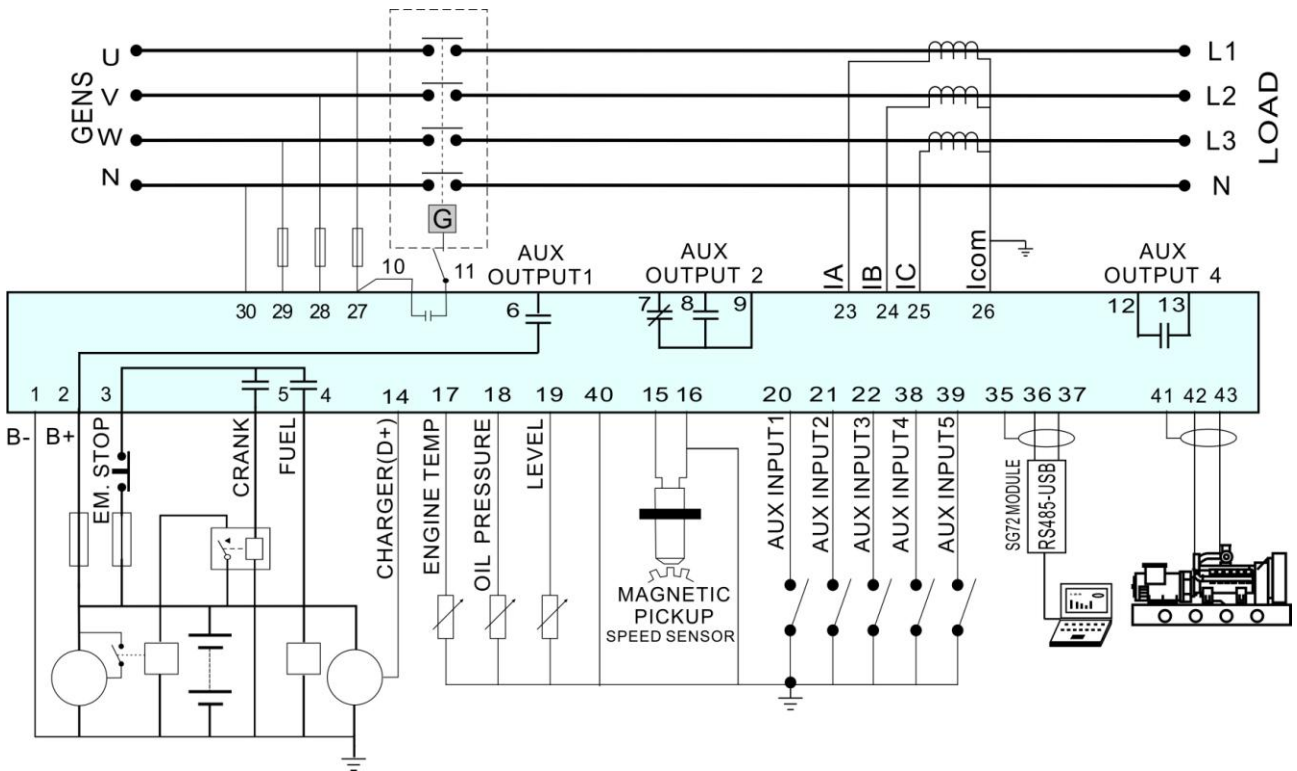 U
V
W
N
GENS
L1
L2
L3
N
LOAD
G
10
11
AUX
OUTPUT1
AUX
OUTPUT 2
IA
IB
IC
Icom
AUX
OUTPUT 4
30 29 28 27
6
7 8 9
23 24 25 26
12 13
1 2 3 5 4 14 17 18 19 40 15 16 20 21 22 38 39 35 36 37 41 42 43
B-
B+
EM. STOP
CRANK
FUEL
CHARGER(D+)
ENGINE TEMP
OIL PRESSURE
LEVEL
MAGNETIC
PICKUP
SPEED SENSOR
AUX INPUT1
AUX INPUT2
AUX INPUT3
AUX INPUT4
AUX INPUT5
SG72 MODULE
RS485-USB